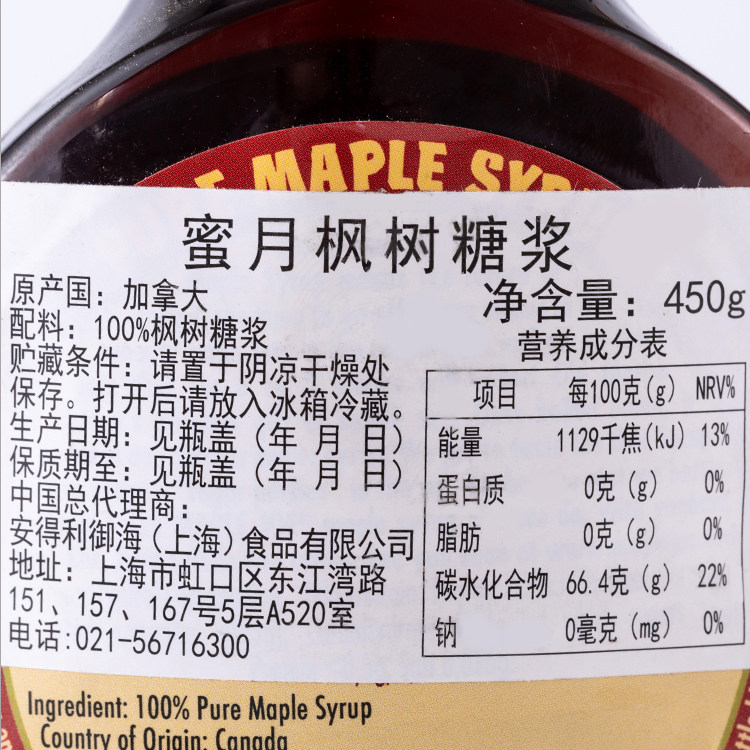 MAPLE
蜜月枫树糖浆
原产国：加拿大
净含量：450g
配料：100%枫树糖浆
贮藏条件：请置于阴凉干燥处
保存。打开后请放入冰箱冷藏。
生产日期：见瓶盖（年 月 日）
保质期至：见瓶盖（年 月 日）
中国总代理商：
安得利御海(上海)食品有限公司
地址：上海市虹口区东江湾路
151、157、167号5层A520室
电话:021-56716300
营养成分表
项目 每100克(g) NRV%
能量 1129千焦(kJ) 13%
蛋白质 0克(g) 0%
脂肪 0克(g) 0%
碳水化合物 66.4克(g) 22%
钠 0毫克(mg) 0%
Ingredient: 100% Pure Maple Syrup
Country of Origin: Canada